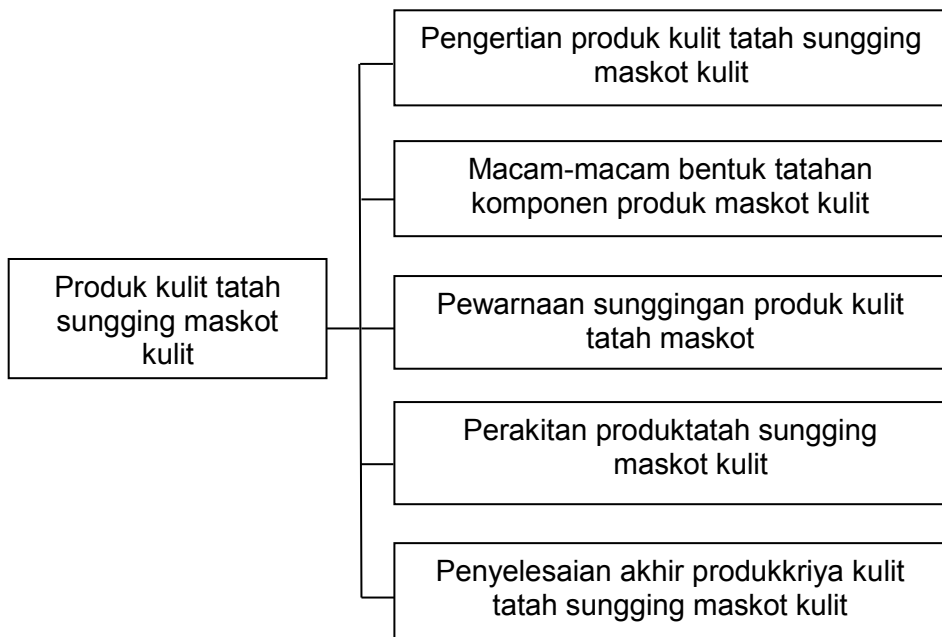 Pengertian produk kulit tatah sungging
maskot kulit
Macam-macam bentuk tatahan
komponen produk maskot kulit
Produk kulit tatah
sungging maskot
kulit
Pewarnaan sunggingan produk kulit
tatah maskot
Perakitan produktatah sungging
maskot kulit
Penyelesaian akhir produkkriya kulit
tatah sungging maskot kulit